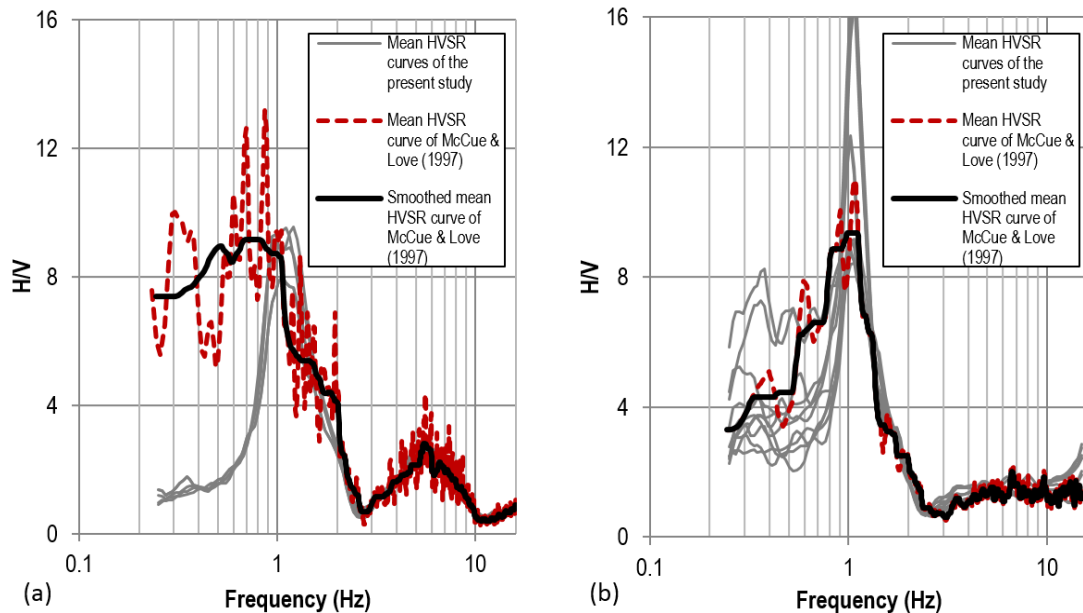 16
12
8
4
0
H/V
0.1
1
10
Frequency (Hz)
(a)
Mean HVSR
curves of the
present study
Mean HVSR
curve of McCue &
Love (1997)
Smoothed mean
HVSR curve of
McCue & Love
(1997)
16
12
8
4
0
H/V
0.1
1
10
Frequency (Hz)
(b)
Mean HVSR
curves of the
present study
Mean HVSR
curve of McCue &
Love (1997)
Smoothed mean
HVSR curve of
McCue & Love
(1997)